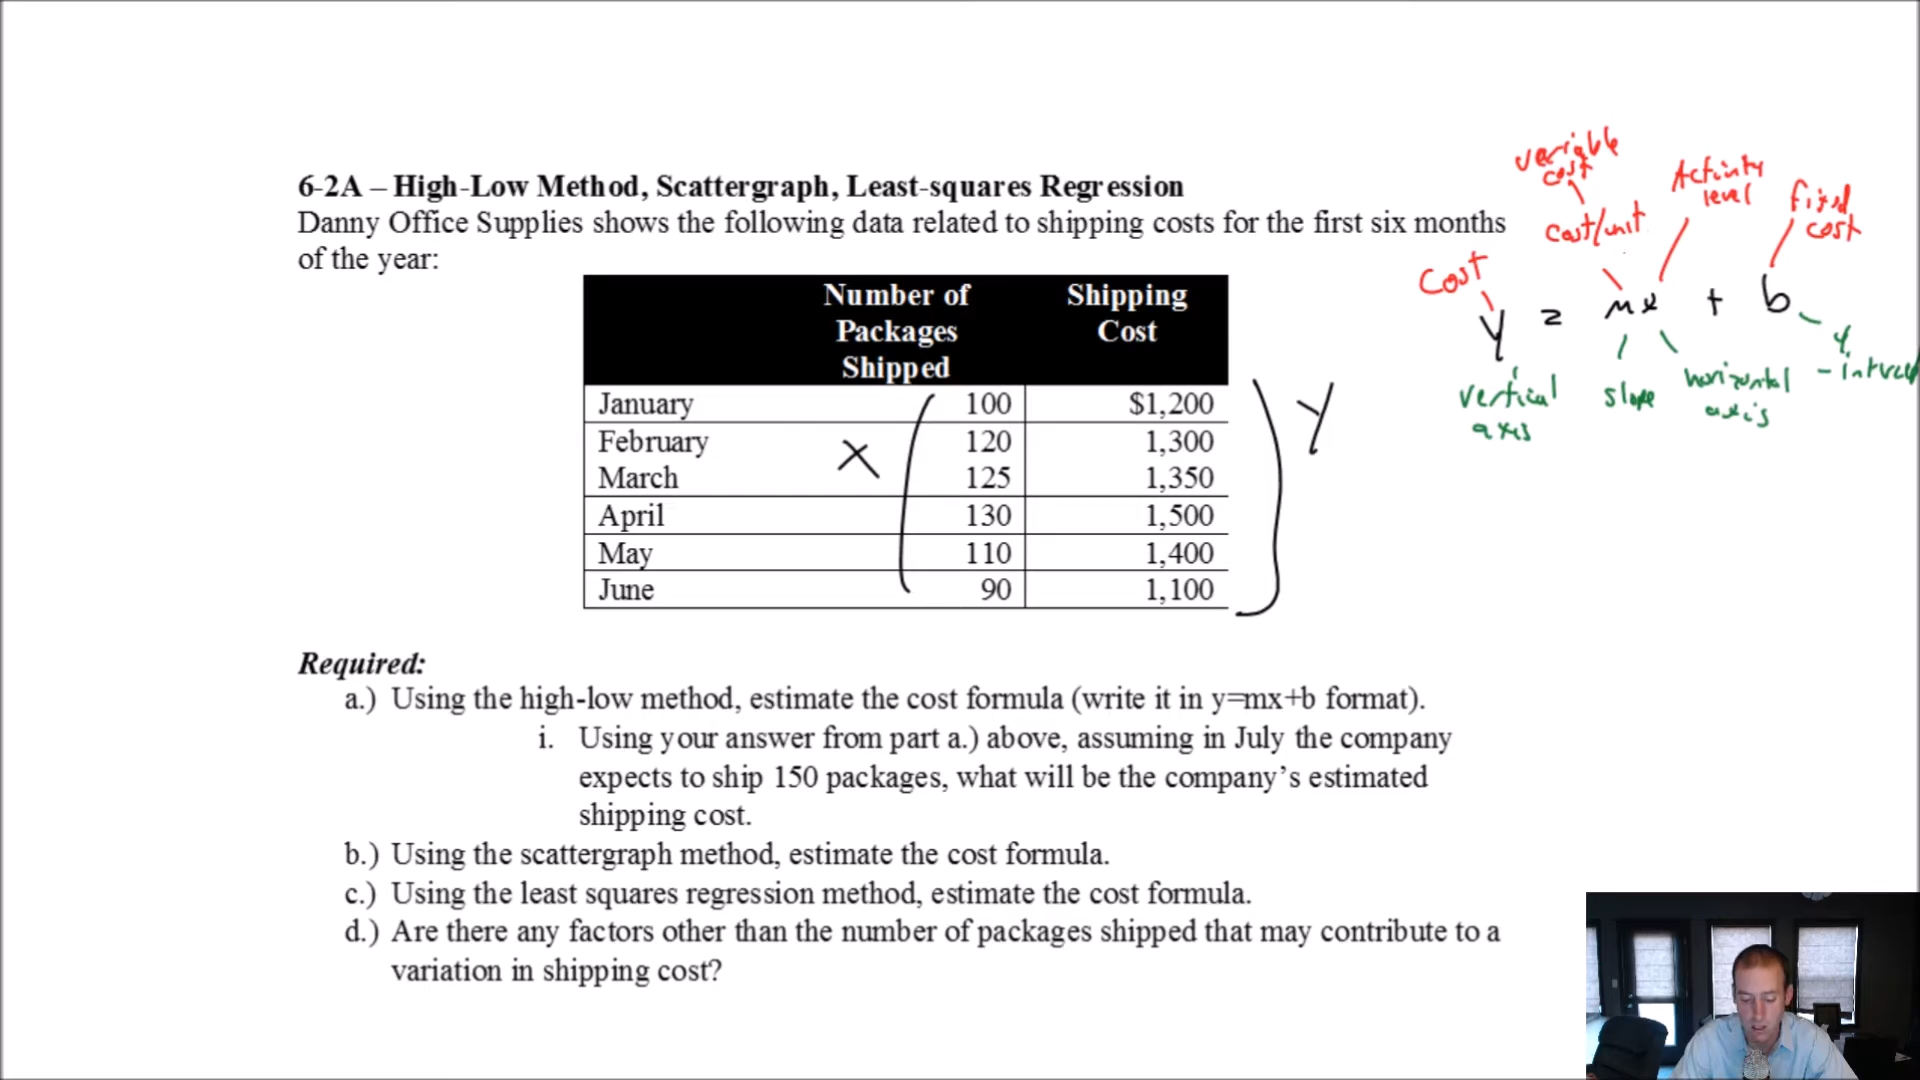 6-2A – High-Low Method, Scattergraph, Least-squares Regression
Danny Office Supplies shows the following data related to shipping costs for the first six months
of the year:
Number of Packages Shipped Shipping Cost
January 100 $1,200
February 120 1,300
March 125 1,350
April 130 1,500
May 110 1,400
June 90 1,100
X
Y
variable cost
cost/unit
Activity level
fixed cost
Cost
y = mx + b
vertical axis
slope
horizontal axis
Required:
a.) Using the high-low method, estimate the cost formula (write it in y=mx+b format).
i. Using your answer from part a.) above, assuming in July the company
expects to ship 150 packages, what will be the company's estimated
shipping cost.
b.) Using the scattergraph method, estimate the cost formula.
c.) Using the least squares regression method, estimate the cost formula.
d.) Are there any factors other than the number of packages shipped that may contribute to a
variation in shipping cost?